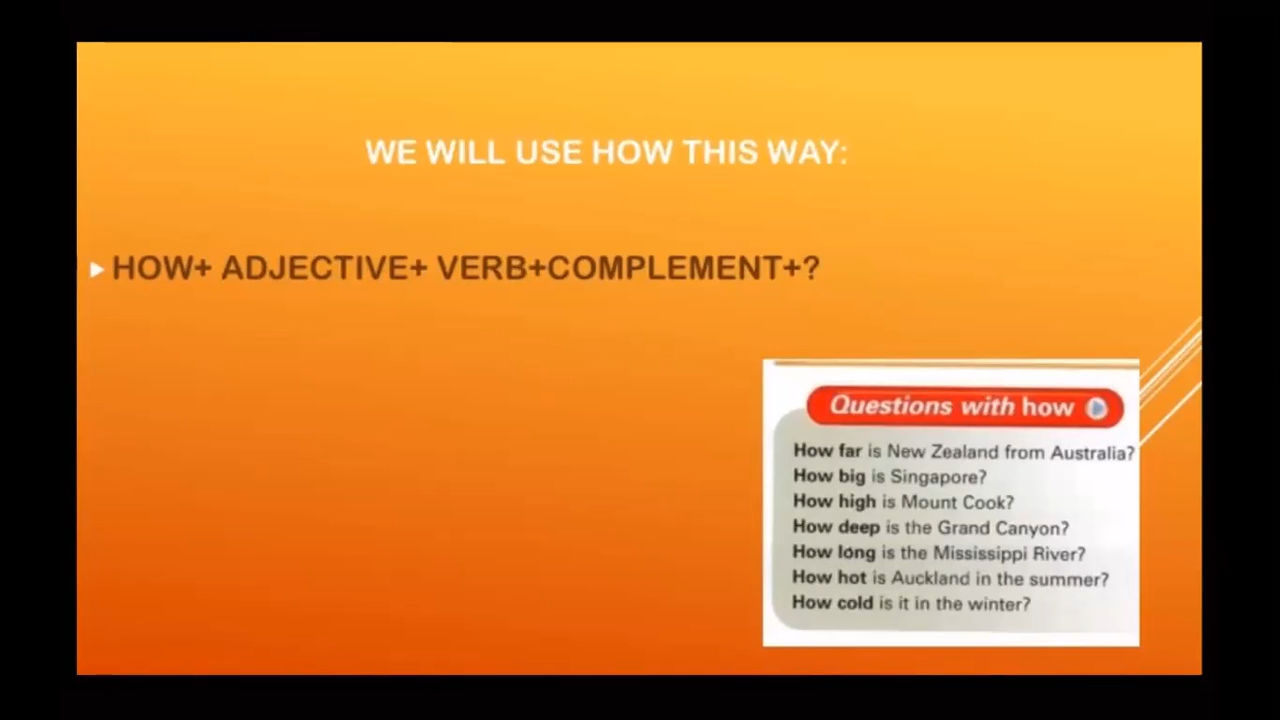 WE WILL USE HOW THIS WAY:
HOW+ ADJECTIVE+ VERB+COMPLEMENT+?
Questions with how
How far is New Zealand from Australia?
How big is Singapore?
How high is Mount Cook?
How deep is the Grand Canyon?
How long is the Mississippi River?
How hot is Auckland in the summer?
How cold is it in the winter?